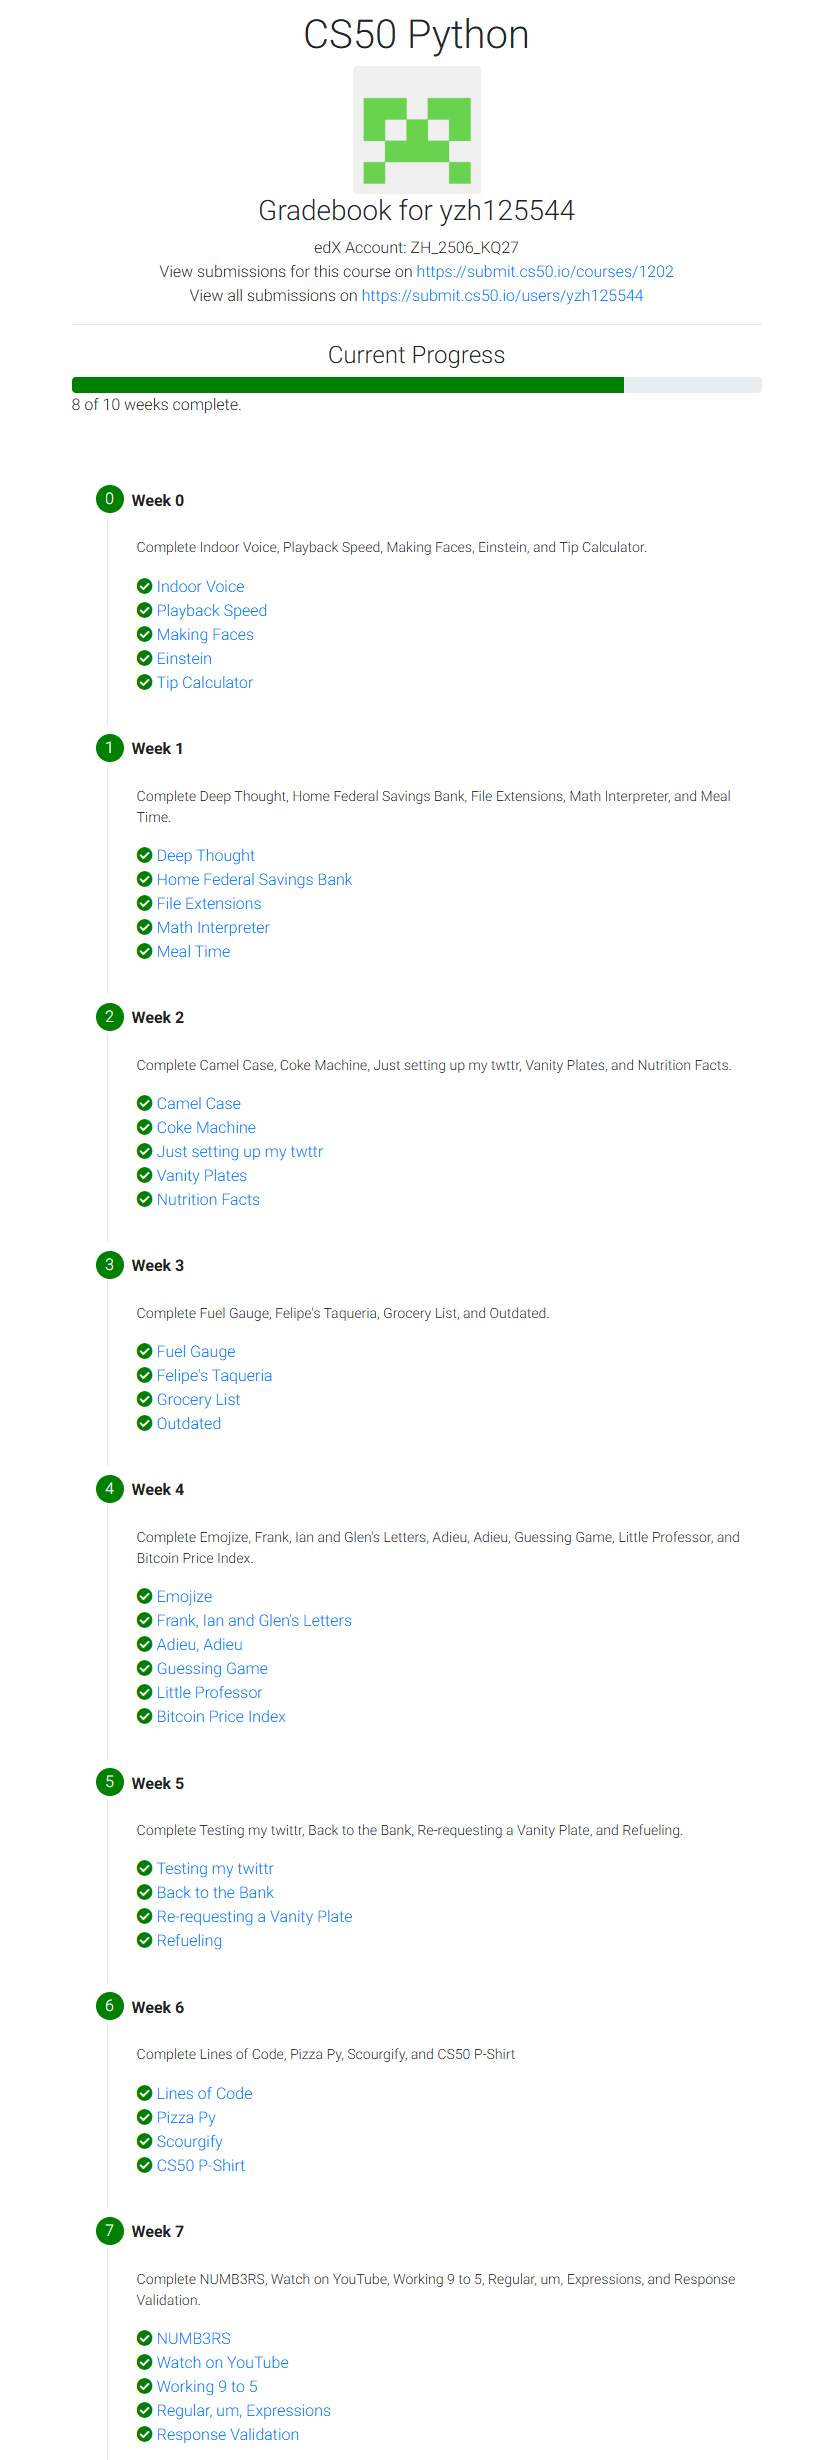 CS50 Python
Gradebook for yzh125544
edX Account: ZH_2506_KQ27
View submissions for this course on https://submit.cs50.io/courses/1202
View all submissions on https://submit.cs50.io/users/yzh125544
Current Progress
8 of 10 weeks complete.
0 Week 0
Complete Indoor Voice, Playback Speed, Making Faces, Einstein, and Tip Calculator.
Indoor Voice
Playback Speed
Making Faces
Einstein
Tip Calculator
1 Week 1
Complete Deep Thought, Home Federal Savings Bank, File Extensions, Math Interpreter, and Meal
Time.
Deep Thought
Home Federal Savings Bank
File Extensions
Math Interpreter
Meal Time
2 Week 2
Complete Camel Case, Coke Machine, Just setting up my twttr, Vanity Plates, and Nutrition Facts.
Camel Case
Coke Machine
Just setting up my twttr
Vanity Plates
Nutrition Facts
3 Week 3
Complete Fuel Gauge, Felipe's Taqueria, Grocery List, and Outdated.
Fuel Gauge
Felipe's Taqueria
Grocery List
Outdated
4 Week 4
Complete Emojize, Frank, Ian and Glen's Letters, Adieu, Adieu, Guessing Game, Little Professor, and
Bitcoin Price Index.
Emojize
Frank, Ian and Glen's Letters
Adieu, Adieu
Guessing Game
Little Professor
Bitcoin Price Index
5 Week 5
Complete Testing my twittr, Back to the Bank, Re-requesting a Vanity Plate, and Refueling.
Testing my twittr
Back to the Bank
Re-requesting a Vanity Plate
Refueling
6 Week 6
Complete Lines of Code, Pizza Py, Scourgify, and CS50 P-Shirt
Lines of Code
Pizza Py
Scourgify
CS50 P-Shirt
7 Week 7
Complete NUMB3RS, Watch on YouTube, Working 9 to 5, Regular, um, Expressions, and Response
Validation.
NUMB3RS
Watch on YouTube
Working 9 to 5
Regular, um, Expressions
Response Validation